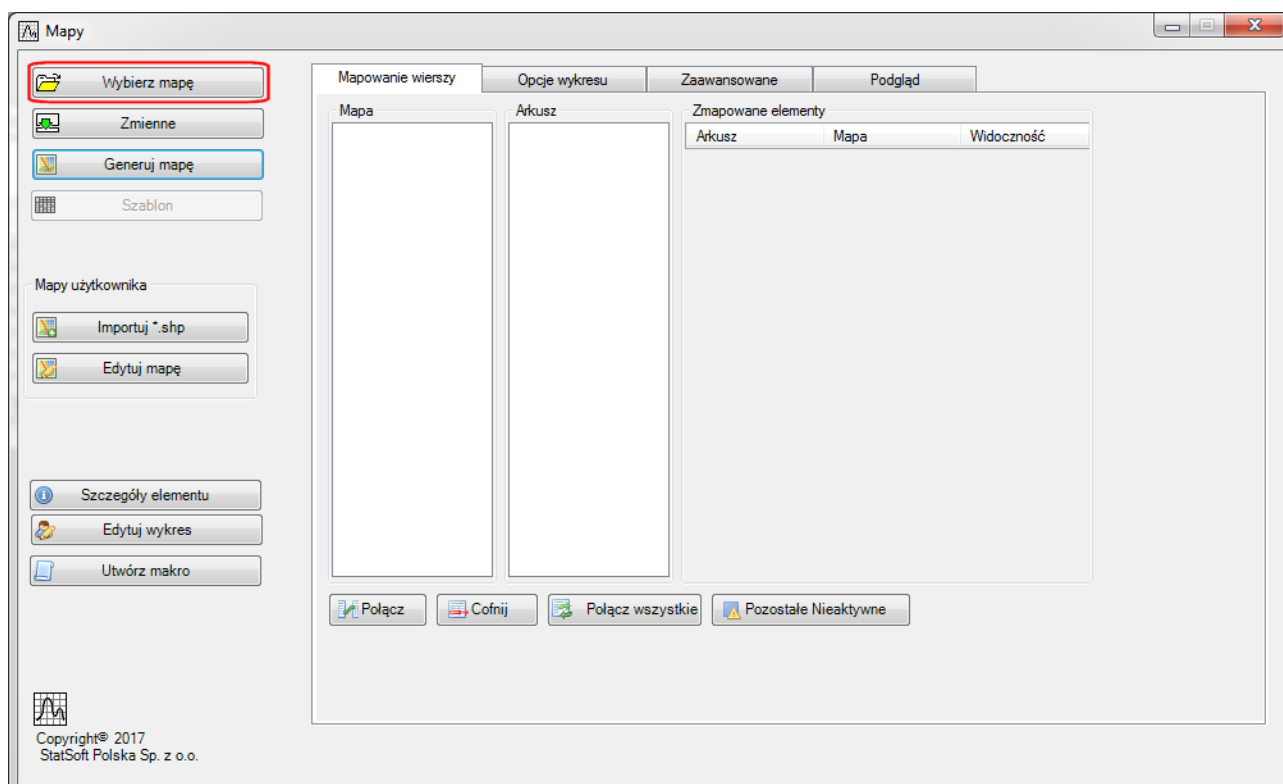 Mapy
Wybierz mapę
Zmienne
Generuj mapę
Szablon
Mapy użytkownika
Importuj *.shp
Edytuj mapę
Szczegóły elementu
Edytuj wykres
Utwórz makro
Copyright© 2017
StatSoft Polska Sp. z o.o.
Mapowanie wierszy Opcje wykresu Zaawansowane Podgląd
Mapa Arkusz Zmapowane elementy
Arkusz Mapa Widoczność
Połącz Cofnij Połącz wszystkie Pozostałe Nieaktywne